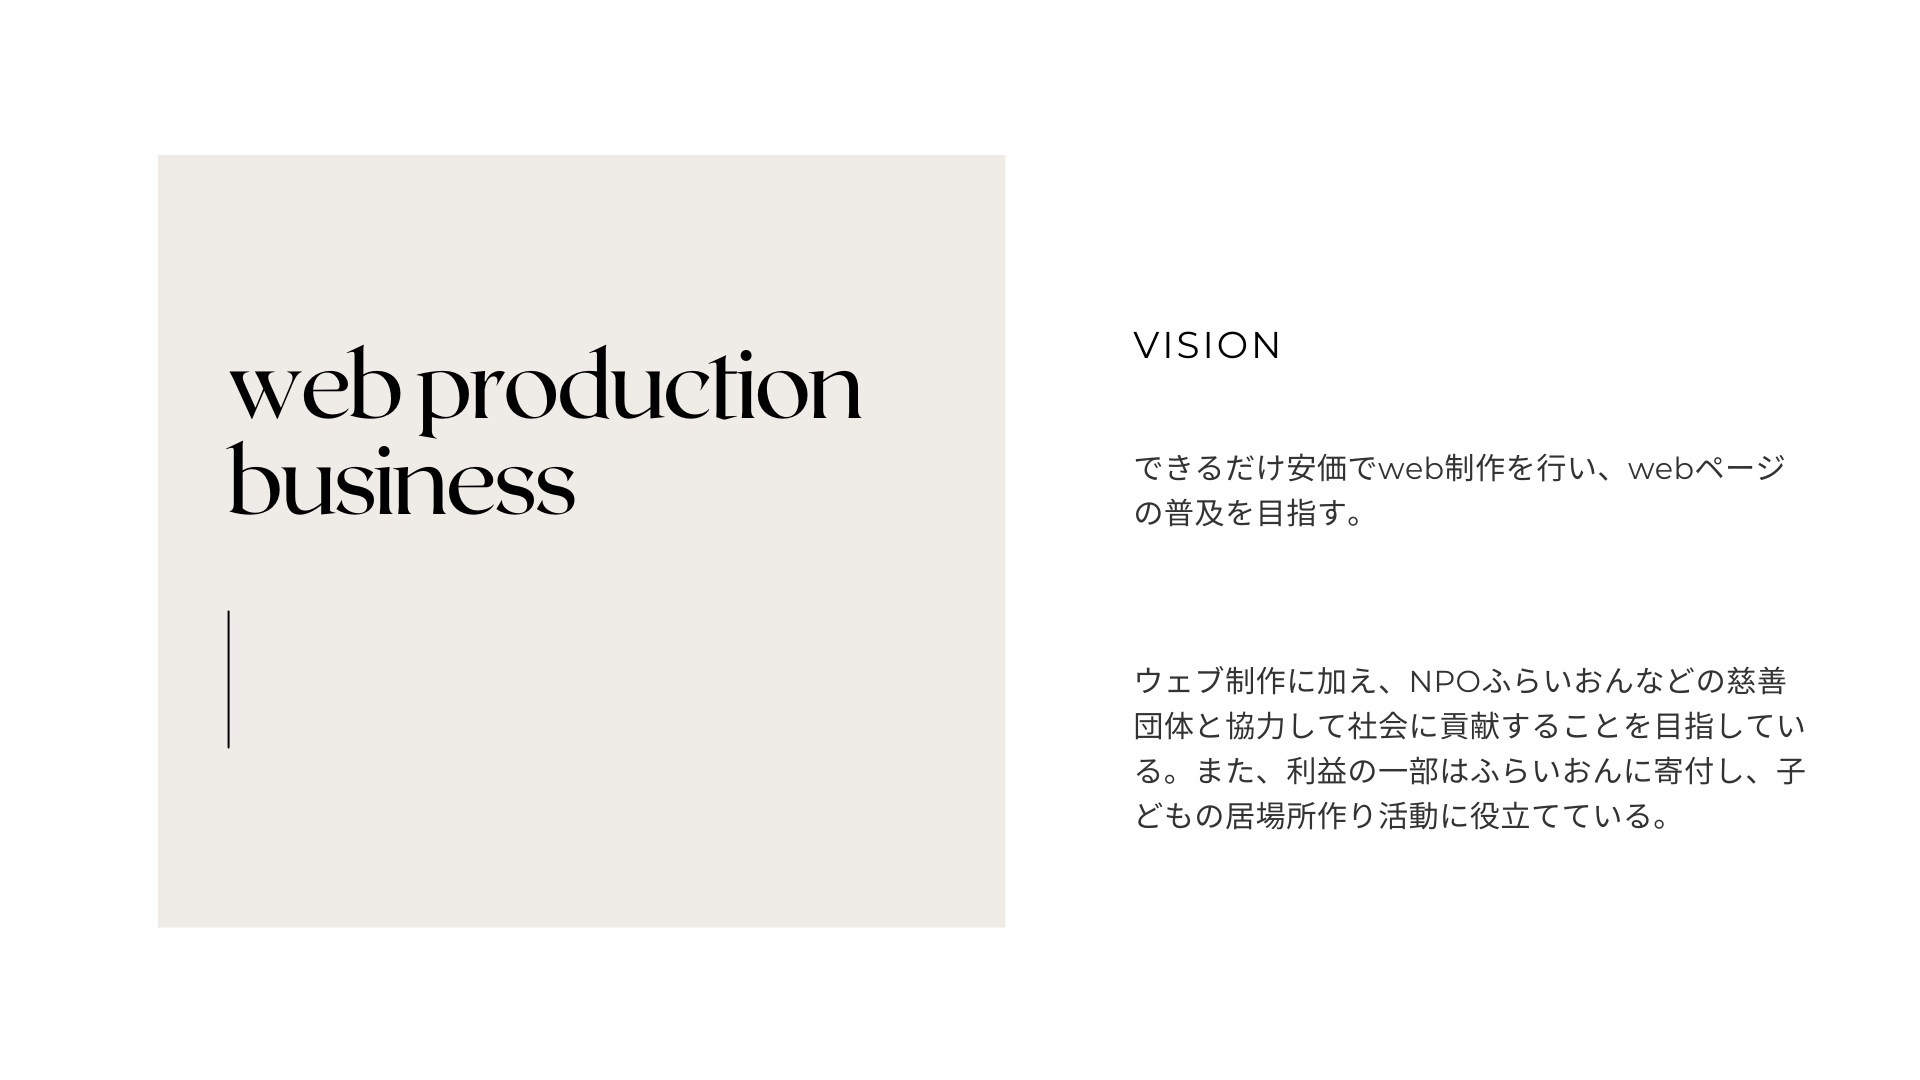 web production
business
VISION
できるだけ安価でweb制作を行い、webページ
の普及を目指す。
ウェブ制作に加え、NPOふらいおんなどの慈善
団体と協力して社会に貢献することを目指してい
る。また、利益の一部はふらいおんに寄付し、子
どもの居場所作り活動に役立てている。